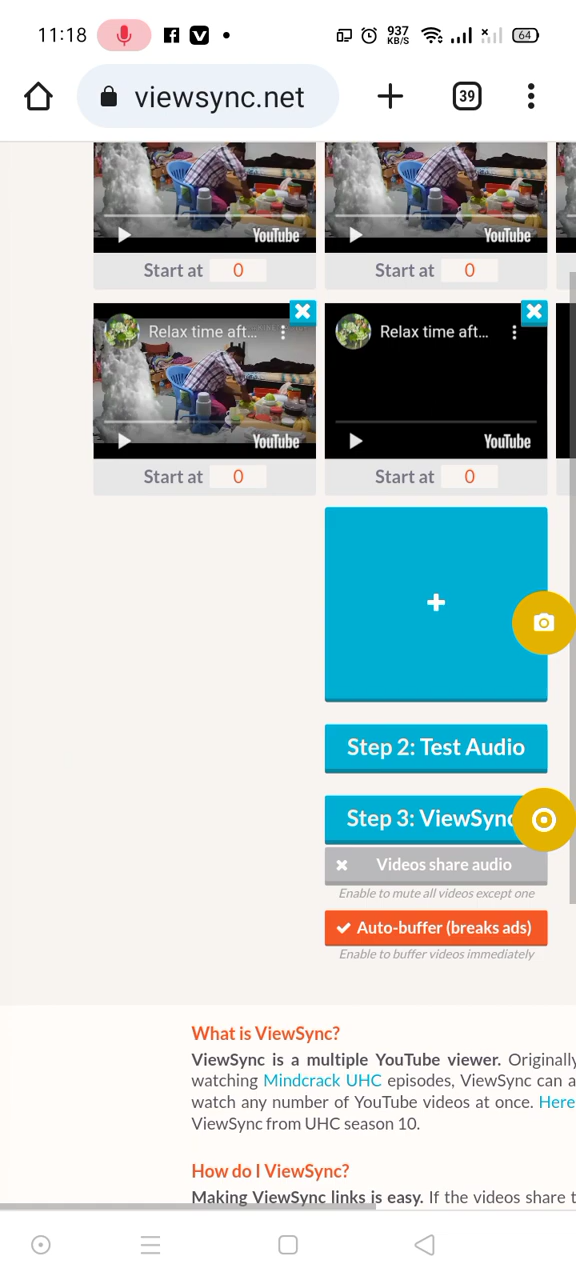 11:18
937
KB/S
64
viewsync.net
39
YouTube
YouTube
Start at 0
Start at 0
Relax time aft...
Relax time aft...
YouTube
YouTube
Start at 0
Start at 0
Step 2: Test Audio
Step 3: ViewSync
Videos share audio
Enable to mute all videos except one
Auto-buffer (breaks ads)
Enable to buffer videos immediately
What is ViewSync?
ViewSync is a multiple YouTube viewer. Originally
watching Mindcrack UHC episodes, ViewSync can a
watch any number of YouTube videos at once. Here
ViewSync from UHC season 10.
How do I ViewSync?
Making ViewSync links is easy. If the videos share t